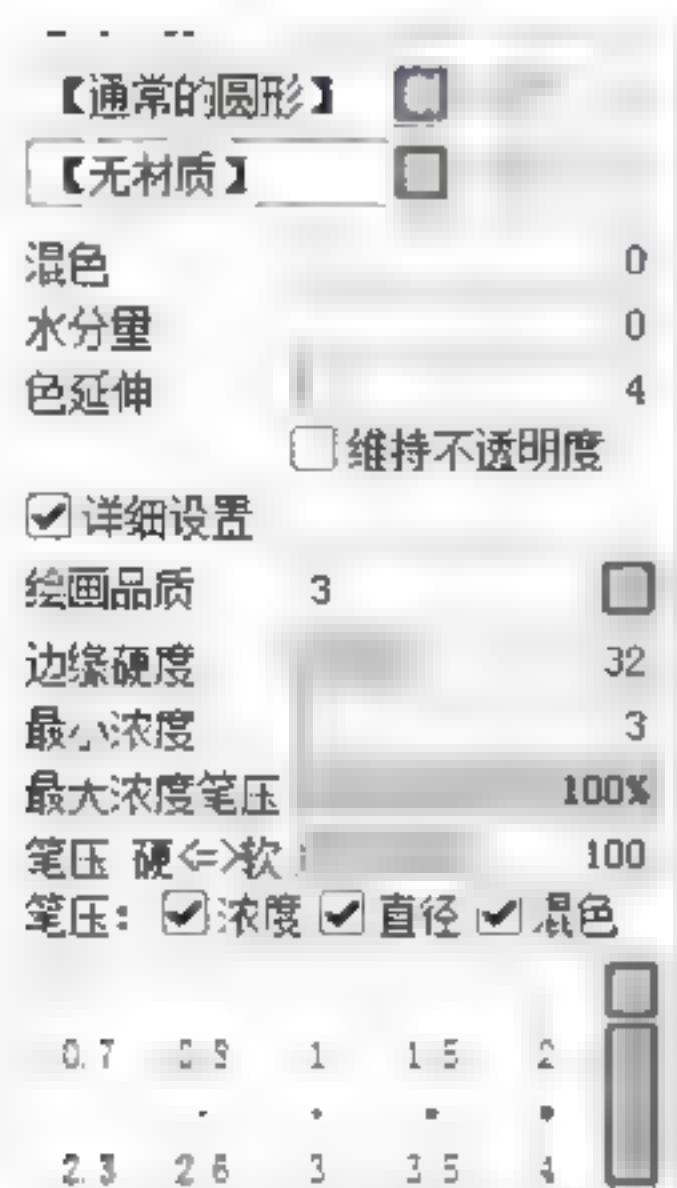 【通常的圆形】
【无材质】
混色 0
水分量 0
色延伸 4
维持不透明度
详细设置
绘画品质 3
边缘硬度 32
最小浓度 3
最大浓度笔压 100%
笔压 硬<=>软 100
笔压: 浓度 直径 混色
0.7 0.9 1 1.5 2
2.3 2.6 3 3.5 4